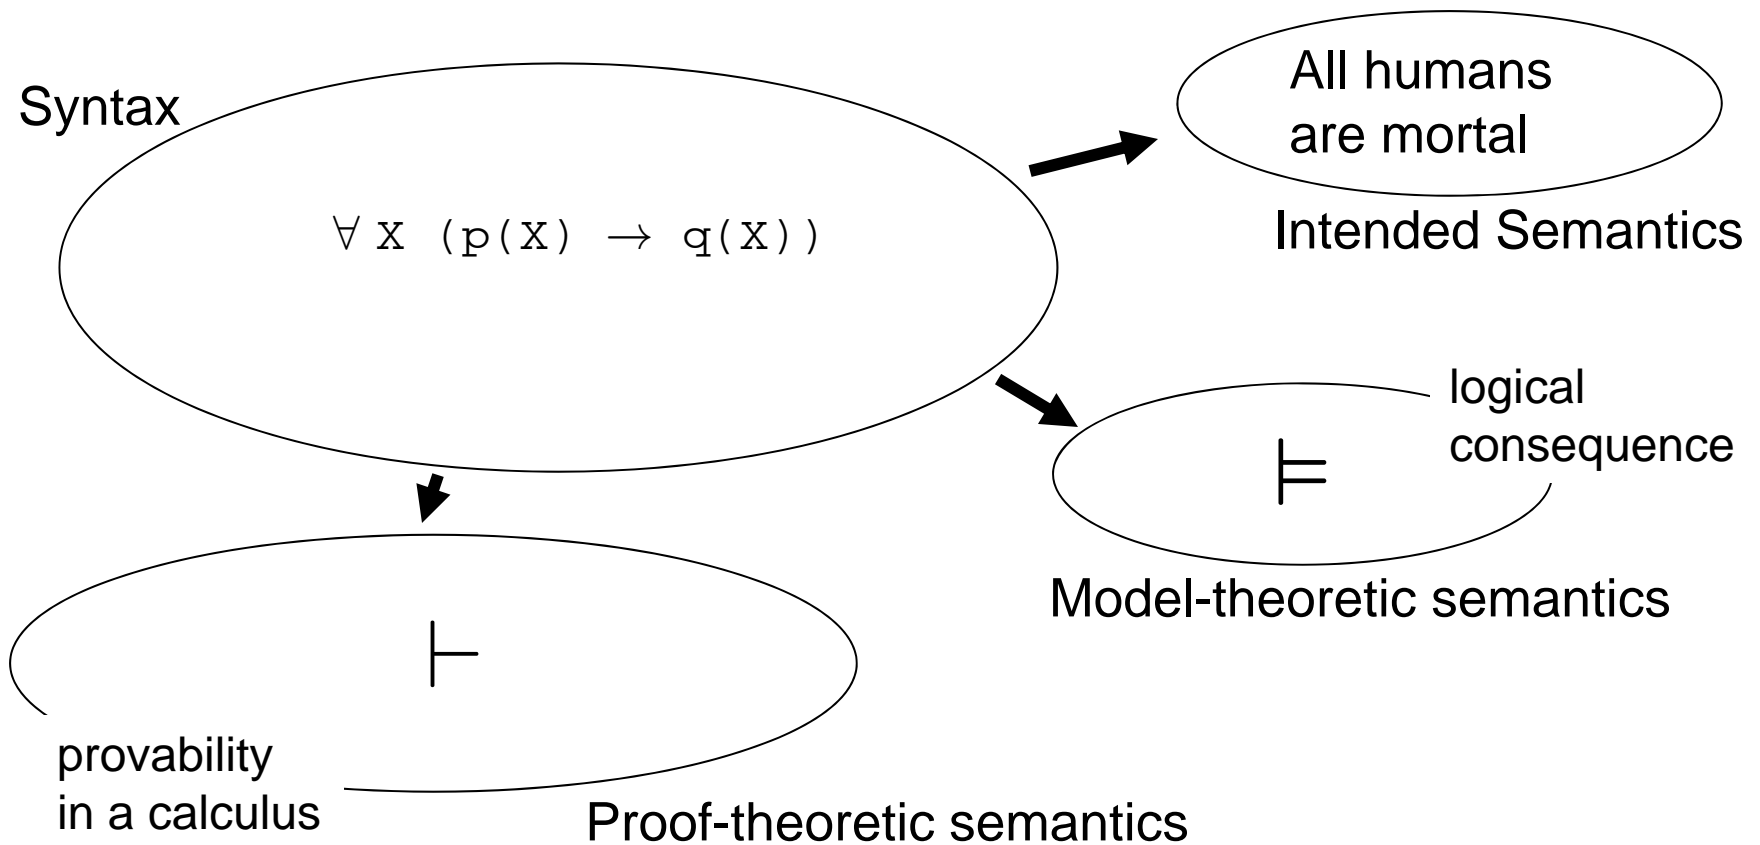 Syntax
∀ X (p(X) → q(X))
All humans
are mortal
Intended Semantics
logical
consequence
⊨
Model-theoretic semantics
⊢
provability
in a calculus
Proof-theoretic semantics